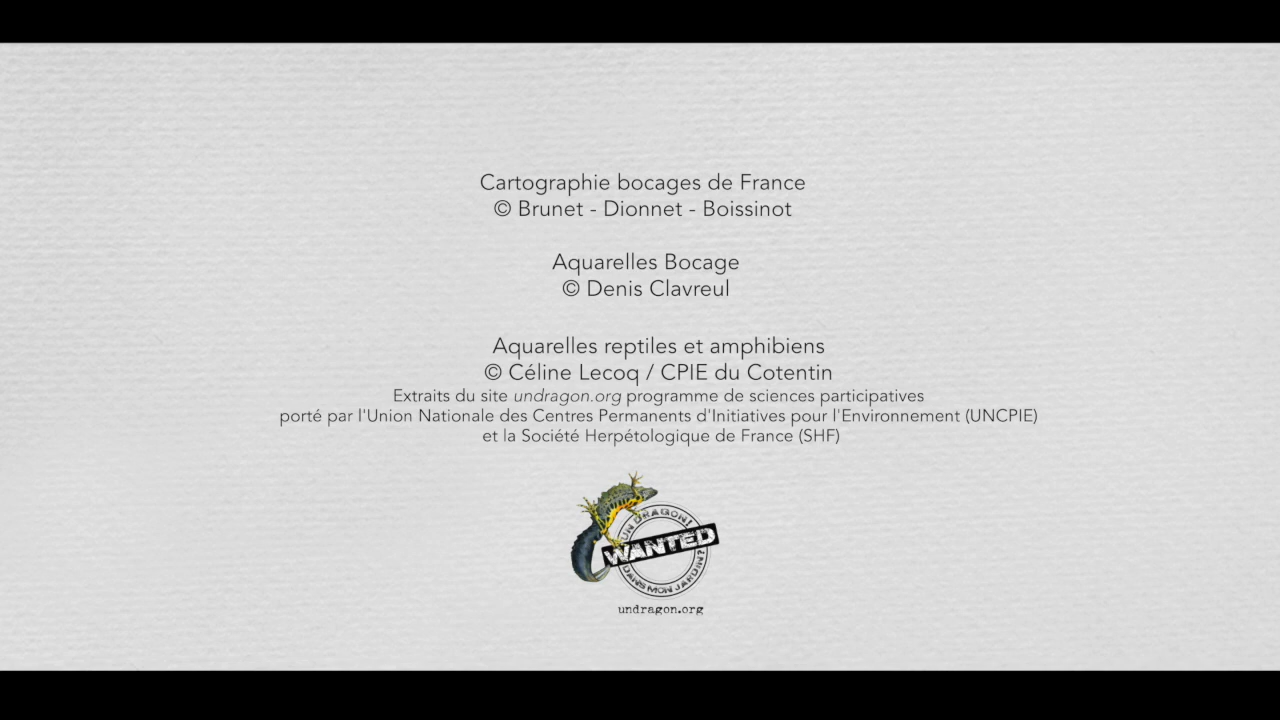 Cartographie bocages de France
© Brunet - Dionnet - Boissinot
Aquarelles Bocage
© Denis Clavreul
Aquarelles reptiles et amphibiens
© Céline Lecoq / CPIE du Cotentin
Extraits du site undragon.org programme de sciences participatives
porté par l'Union Nationale des Centres Permanents d'Initiatives pour l'Environnement (UNCPIE)
et la Société Herpétologique de France (SHF)
UN DRAGON!
WANTED
DANS MON JARDIN?
undragon.org